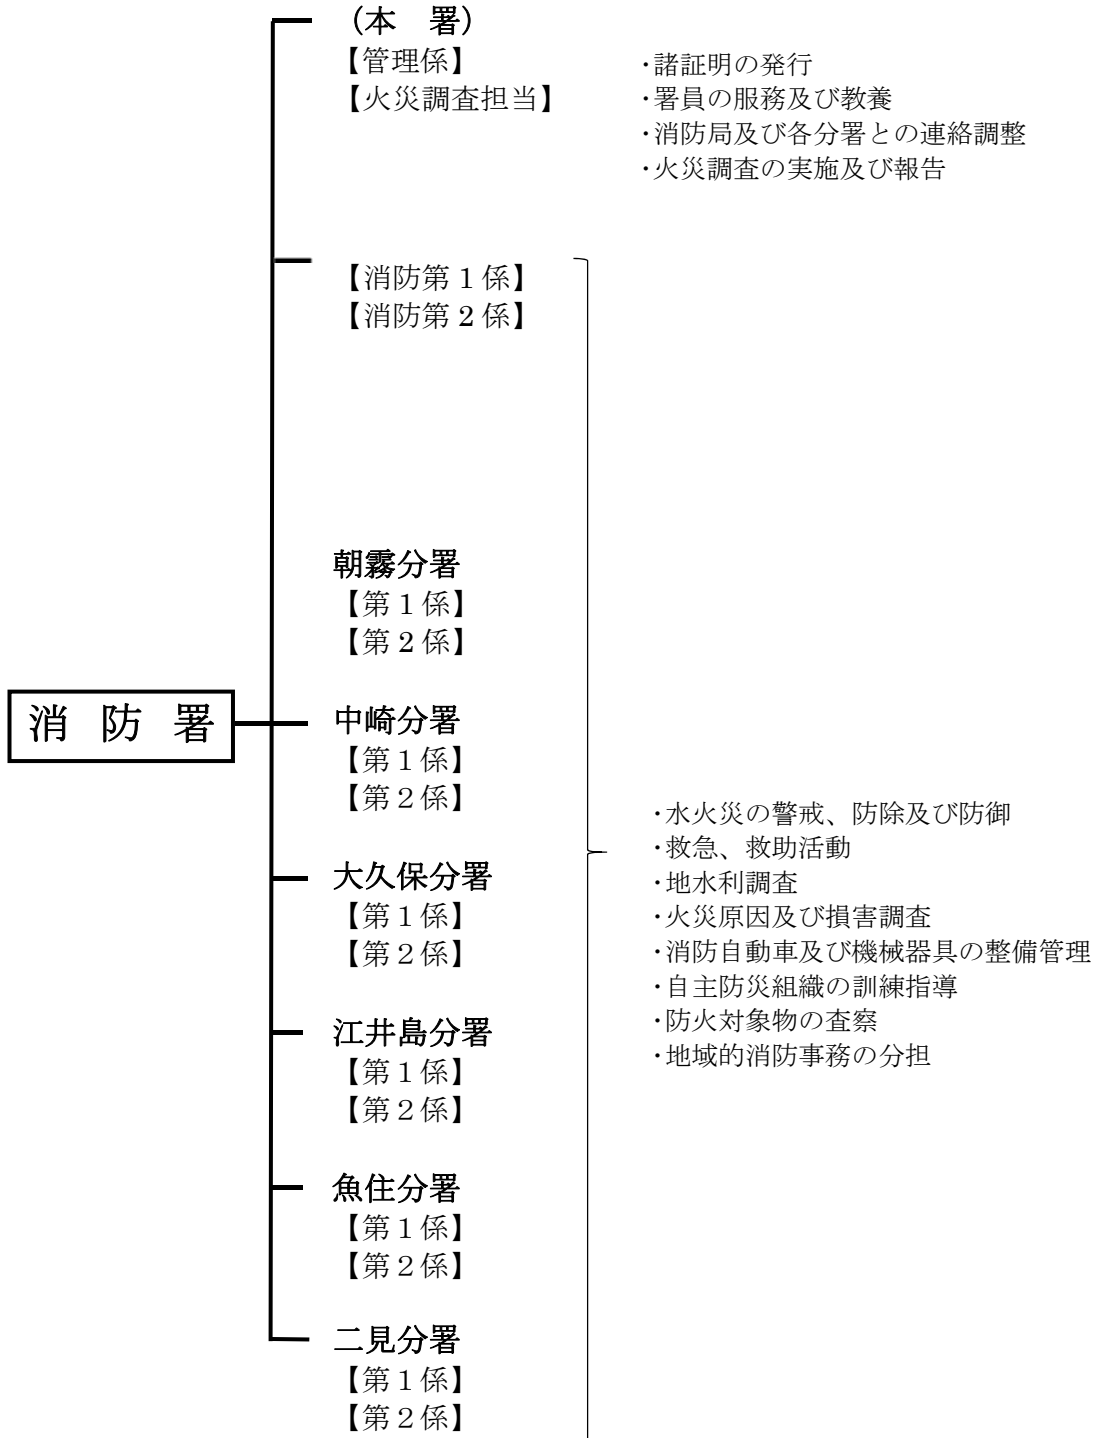 （本　署）
【管理係】
【火災調査担当】
・諸証明の発行
・署員の服務及び教養
・消防局及び各分署との連絡調整
・火災調査の実施及び報告
【消防第１係】
【消防第２係】
朝霧分署
【第１係】
【第２係】
消　防　署
中崎分署
【第１係】
【第２係】
大久保分署
【第１係】
【第２係】
江井島分署
【第１係】
【第２係】
魚住分署
【第１係】
【第２係】
二見分署
【第１係】
【第２係】
・水火災の警戒、防除及び防御
・救急、救助活動
・地水利調査
・火災原因及び損害調査
・消防自動車及び機械器具の整備管理
・自主防災組織の訓練指導
・防火対象物の査察
・地域的消防事務の分担